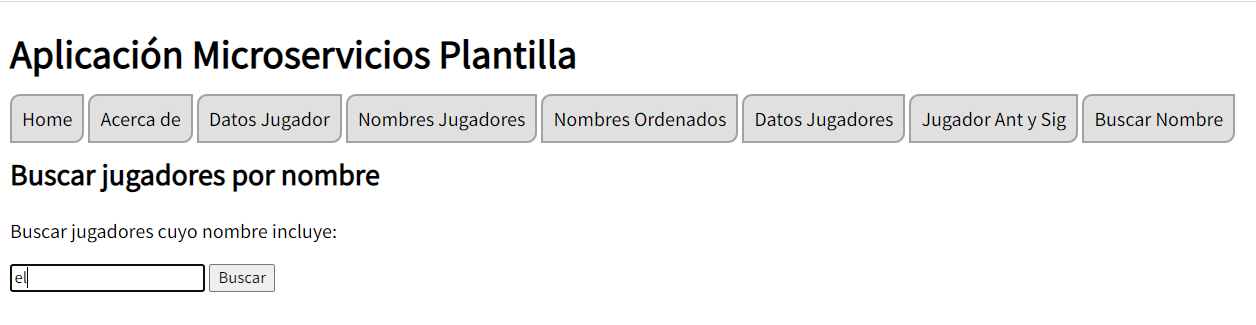 Aplicación Microservicios Plantilla
Home Acerca de Datos Jugador Nombres Jugadores Nombres Ordenados Datos Jugadores Jugador Ant y Sig Buscar Nombre
Buscar jugadores por nombre
Buscar jugadores cuyo nombre incluye:
el Buscar